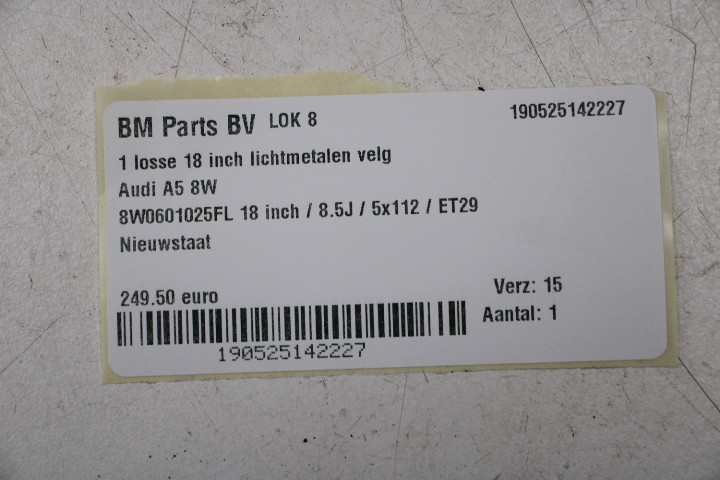 BM Parts BV LOK 8 190525142227
1 losse 18 inch lichtmetalen velg
Audi A5 8W
8W0601025FL 18 inch / 8.5J / 5x112 / ET29
Nieuwstaat
249.50 euro Verz: 15
Aantal: 1
190525142227